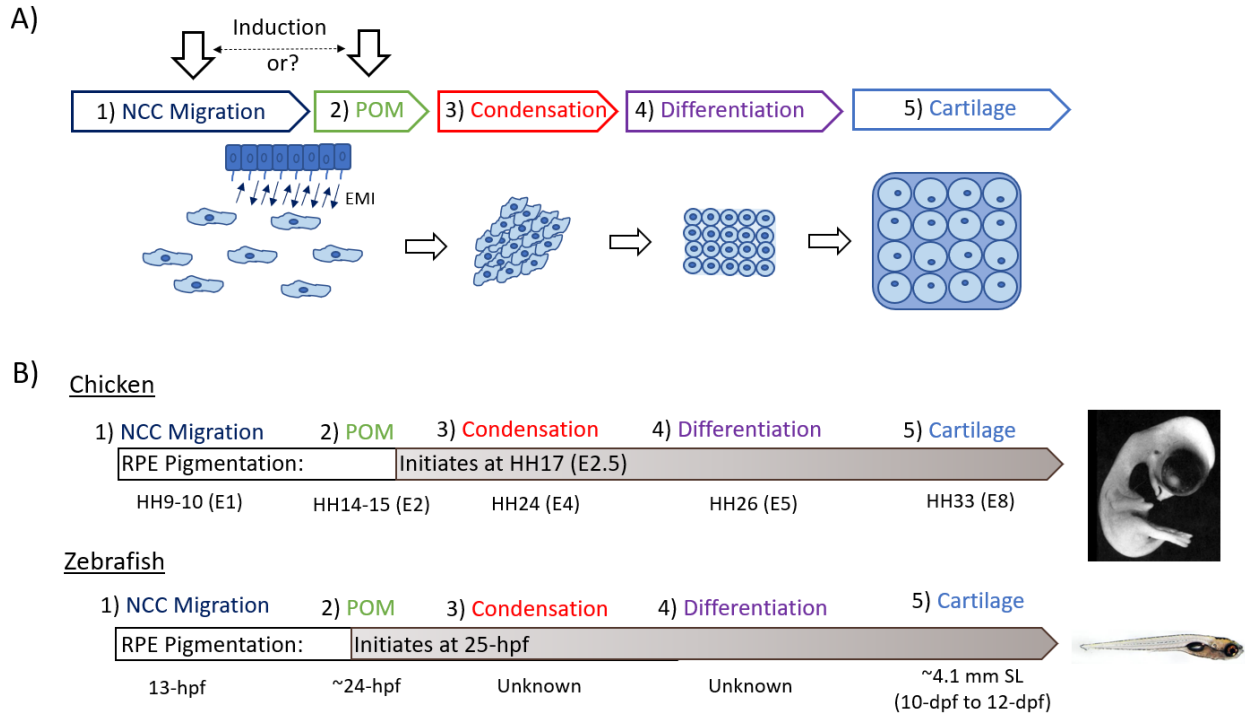 A)
Induction
or?
1) NCC Migration
2) POM
3) Condensation
4) Differentiation
5) Cartilage
EMI
B)
Chicken
1) NCC Migration
2) POM
3) Condensation
4) Differentiation
5) Cartilage
RPE Pigmentation:
Initiates at HH17 (E2.5)
HH9-10 (E1)
HH14-15 (E2)
HH24 (E4)
HH26 (E5)
HH33 (E8)
Zebrafish
1) NCC Migration
2) POM
3) Condensation
4) Differentiation
5) Cartilage
RPE Pigmentation:
Initiates at 25-hpf
13-hpf
~24-hpf
Unknown
Unknown
~4.1 mm SL
(10-dpf to 12-dpf)